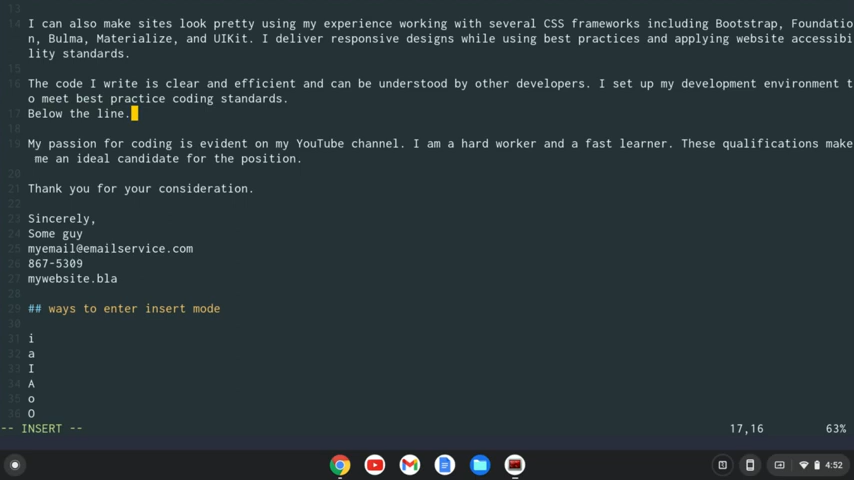 13
14 I can also make sites look pretty using my experience working with several CSS frameworks including Bootstrap, Foundatio
n, Bulma, Materialize, and UIKit. I deliver responsive designs while using best practices and applying website accessibi
lity standards.
15
16 The code I write is clear and efficient and can be understood by other developers. I set up my development environment t
o meet best practice coding standards.
17 Below the line.
18
19 My passion for coding is evident on my YouTube channel. I am a hard worker and a fast learner. These qualifications make
me an ideal candidate for the position.
20
21 Thank you for your consideration.
22
23 Sincerely,
24 Some guy
25 myemail@emailservice.com
26 867-5309
27 mywebsite.bla
28
29 ## ways to enter insert mode
30
31 i
32 a
33 I
34 A
35 o
36 O
-- INSERT -- 17,16 63%
4:52